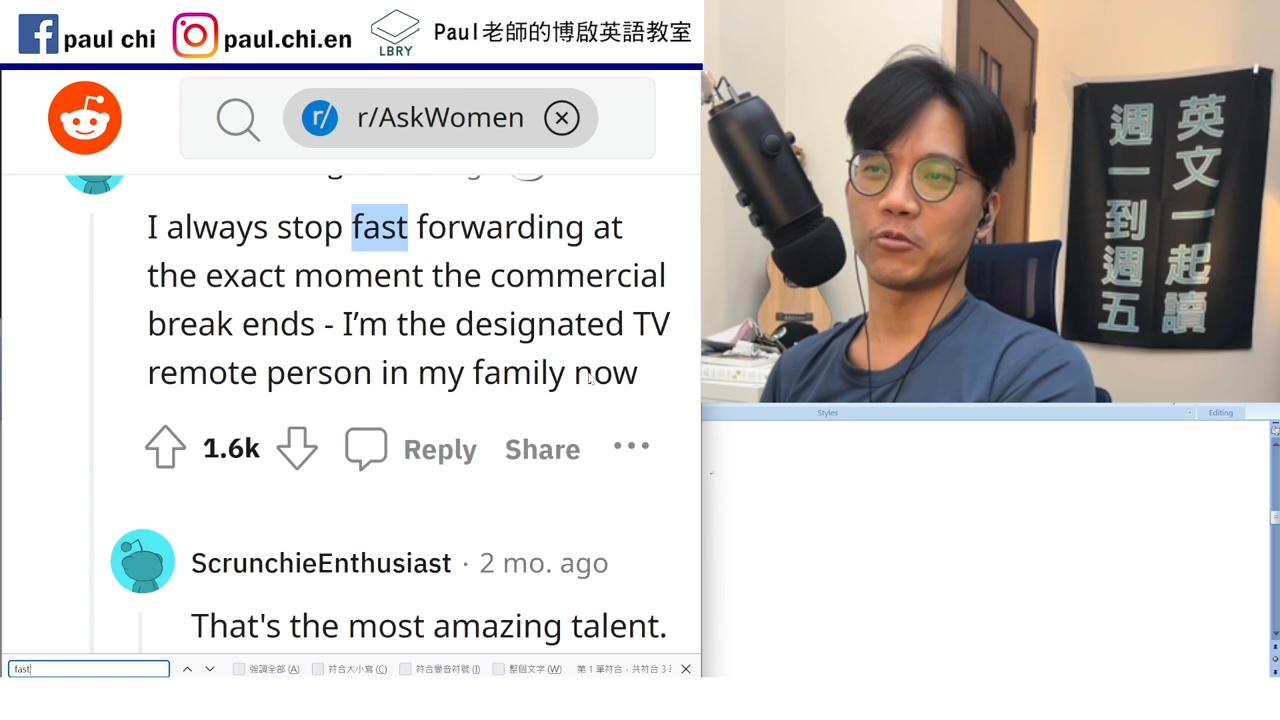 paul chi
paul.chi.en
LBRY
Paul老師的博啟英語教室
r/
r/AskWomen
I always stop fast forwarding at
the exact moment the commercial
break ends - I’m the designated TV
remote person in my family now
1.6k
Reply
Share
•••
ScrunchieEnthusiast · 2 mo. ago
That's the most amazing talent.
fast
強調全部 (A)
符合大小寫 (C)
符合變音符號 (I)
整個文字 (W)
第 1 筆符合，共符合 3
英文一起讀
週一到週五
Styles
Editing